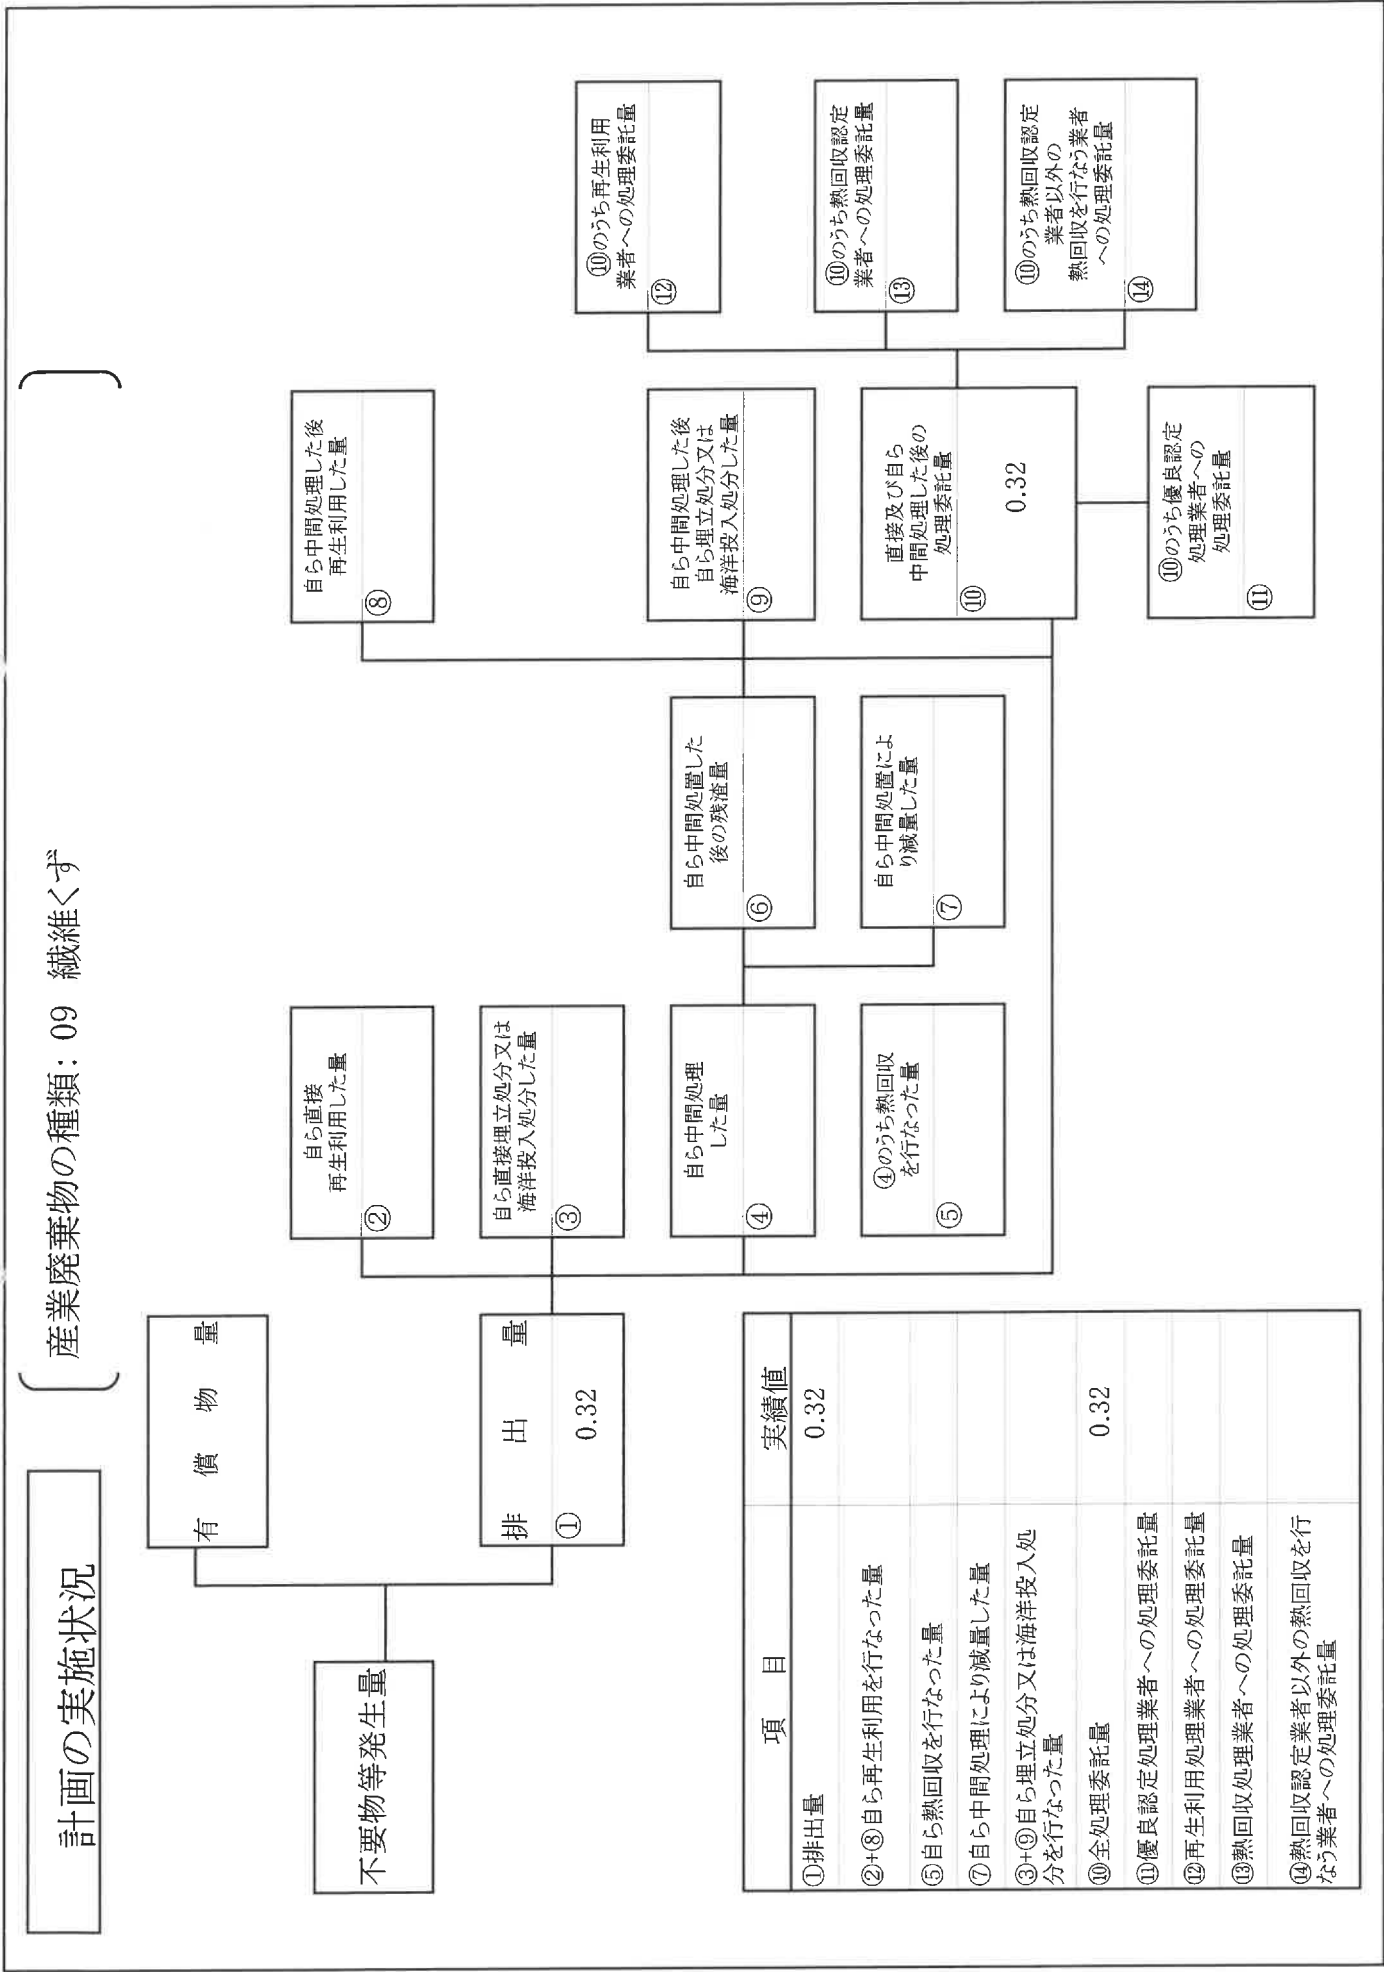 計画の実施状況
産業廃棄物の種類：09　繊維くず
有償物量
不要物等発生量
排出量
①
0.32
自ら直接
再生利用した量
②
自ら直接埋立処分又は
海洋投入処分した量
③
自ら中間処理
した量
④
④のうち熱回収
を行なった量
⑤
自ら中間処置した
後の残渣量
⑥
自ら中間処置によ
り減量した量
⑦
自ら中間処理した後
再生利用した量
⑧
自ら中間処理した後
自ら埋立処分又は
海洋投入処分した量
⑨
直接及び自ら
中間処理した後の
処理委託量
⑩
0.32
⑩のうち優良認定
処理業者への
処理委託量
⑪
⑩のうち再生利用
業者への処理委託量
⑫
⑩のうち熱回収認定
業者への処理委託量
⑬
⑩のうち熱回収認定
業者以外の
熱回収を行なう業者
への処理委託量
⑭
項目　実績値
①排出量　0.32
②+⑧自ら再生利用を行なった量
⑤自ら熱回収を行なった量
⑦自ら中間処理により減量した量
③+⑨自ら埋立処分又は海洋投入処
分を行なった量
⑩全処理委託量　0.32
⑪優良認定処理業者への処理委託量
⑫再生利用処理業者への処理委託量
⑬熱回収処理業者への処理委託量
⑭熱回収認定業者以外の熱回収を行
なう業者への処理委託量